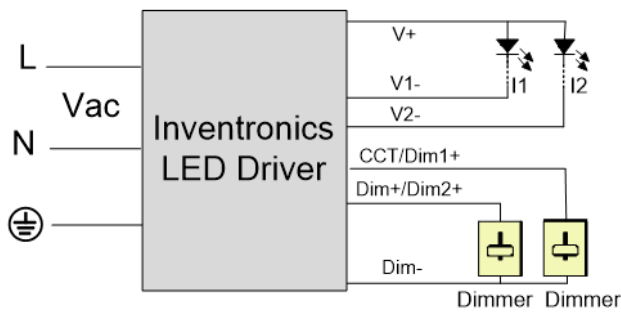 L
Vac
N
Inventronics
LED Driver
V+
V1-
I1
I2
V2-
CCT/Dim1+
Dim+/Dim2+
Dim-
Dimmer Dimmer